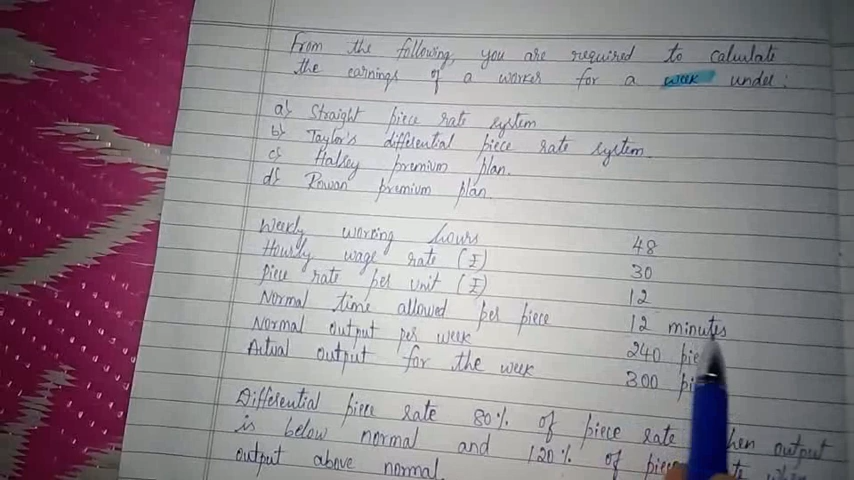 From the following, you are required to calculate
the earnings of a worker for a week under:
a) Straight piece rate system
b) Taylor's differential piece rate system.
c) Halsey premium plan.
d) Rowan premium plan.
Weekly working hours 48
Hourly wage rate (₹) 30
Piece rate per unit (₹) 12
Normal time allowed per piece 12 minutes
Normal output per week 240
Actual output for the week 300
Differential piece rate 80% of piece rate when output
is below normal and 120% of when
output above normal.